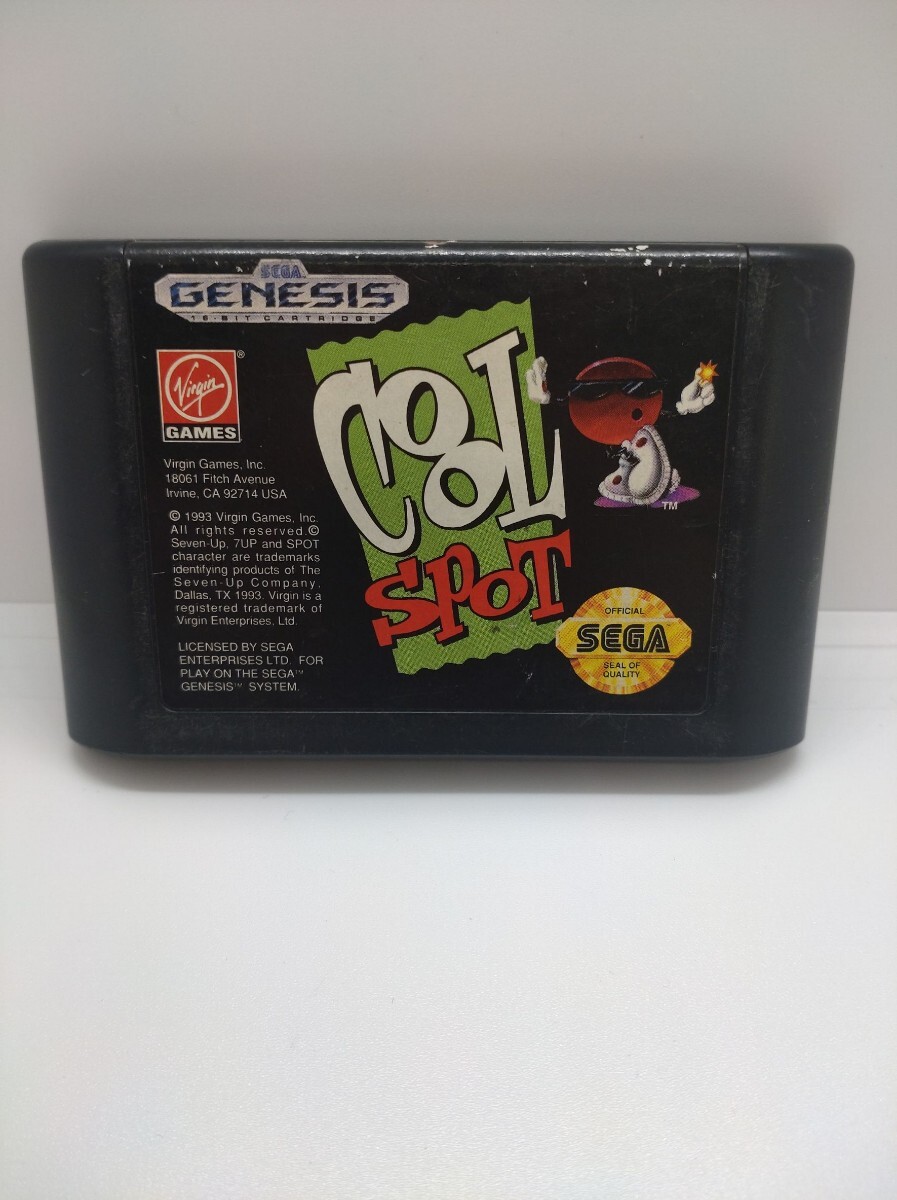 SEGA
GENESIS
16-BIT CARTRIDGE
Virgin
®
GAMES
Virgin Games, Inc.
18061 Fitch Avenue
Irvine, CA 92714 USA
© 1993 Virgin Games, Inc.
All rights reserved.©
Seven-Up, 7UP and SPOT
character are trademarks
identifying products of The
Seven-Up Company,
Dallas, TX 1993. Virgin is a
registered trademark of
Virgin Enterprises, Ltd.
LICENSED BY SEGA
ENTERPRISES LTD. FOR
PLAY ON THE SEGA™
GENESIS™ SYSTEM.
COOL
SPOT
TM
OFFICIAL
SEGA
SEAL OF
QUALITY